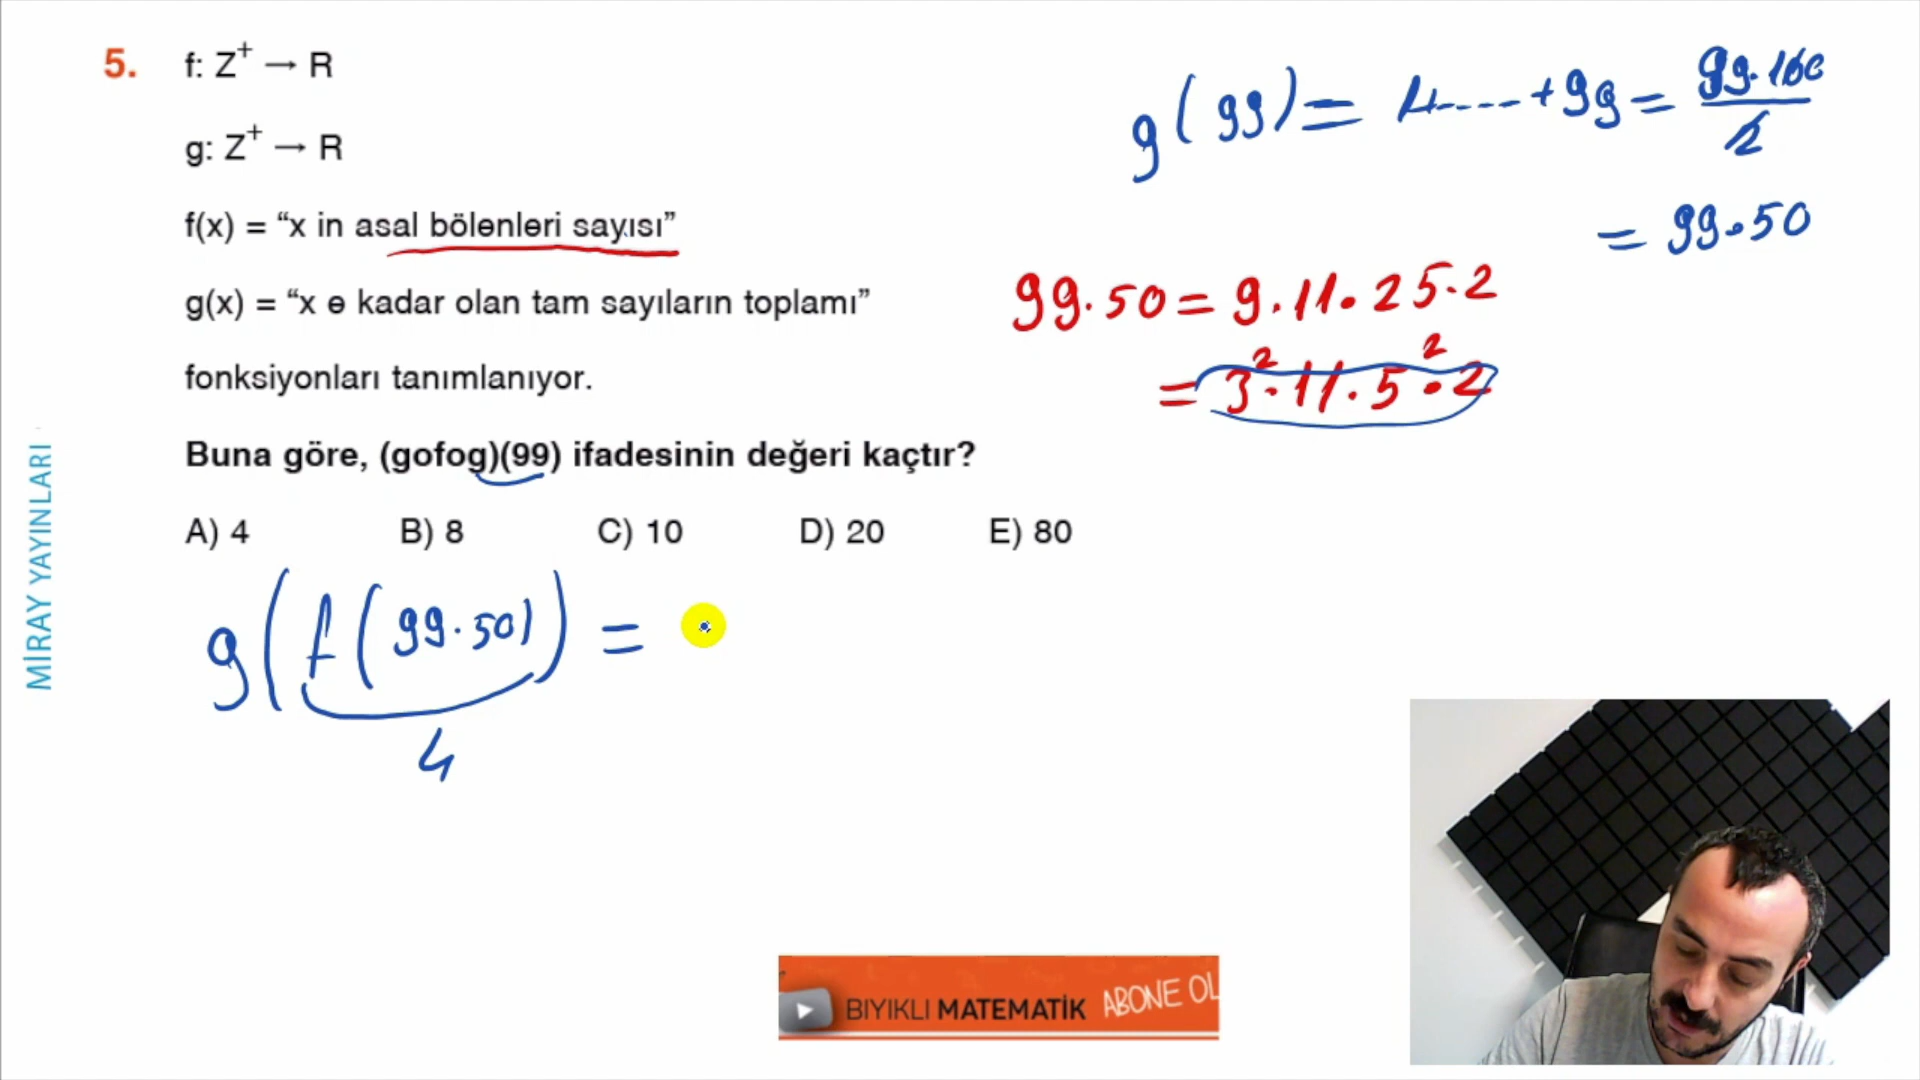 5. f: Z⁺ → R
g: Z⁺ → R
f(x) = “x in asal bölenleri sayısı”
g(x) = “x e kadar olan tam sayıların toplamı”
fonksiyonları tanımlanıyor.
Buna göre, (gofog)(99) ifadesinin değeri kaçtır?
A) 4 B) 8 C) 10 D) 20 E) 80
g(f(99.50)) =
4
g(99) = 1+----+99 = 99.100/2
= 99.50
99.50 = 9.11.25.2
= 3².11.5².2
MİRAY YAYINLARI
BIYIKLI MATEMATİK ABONE OL